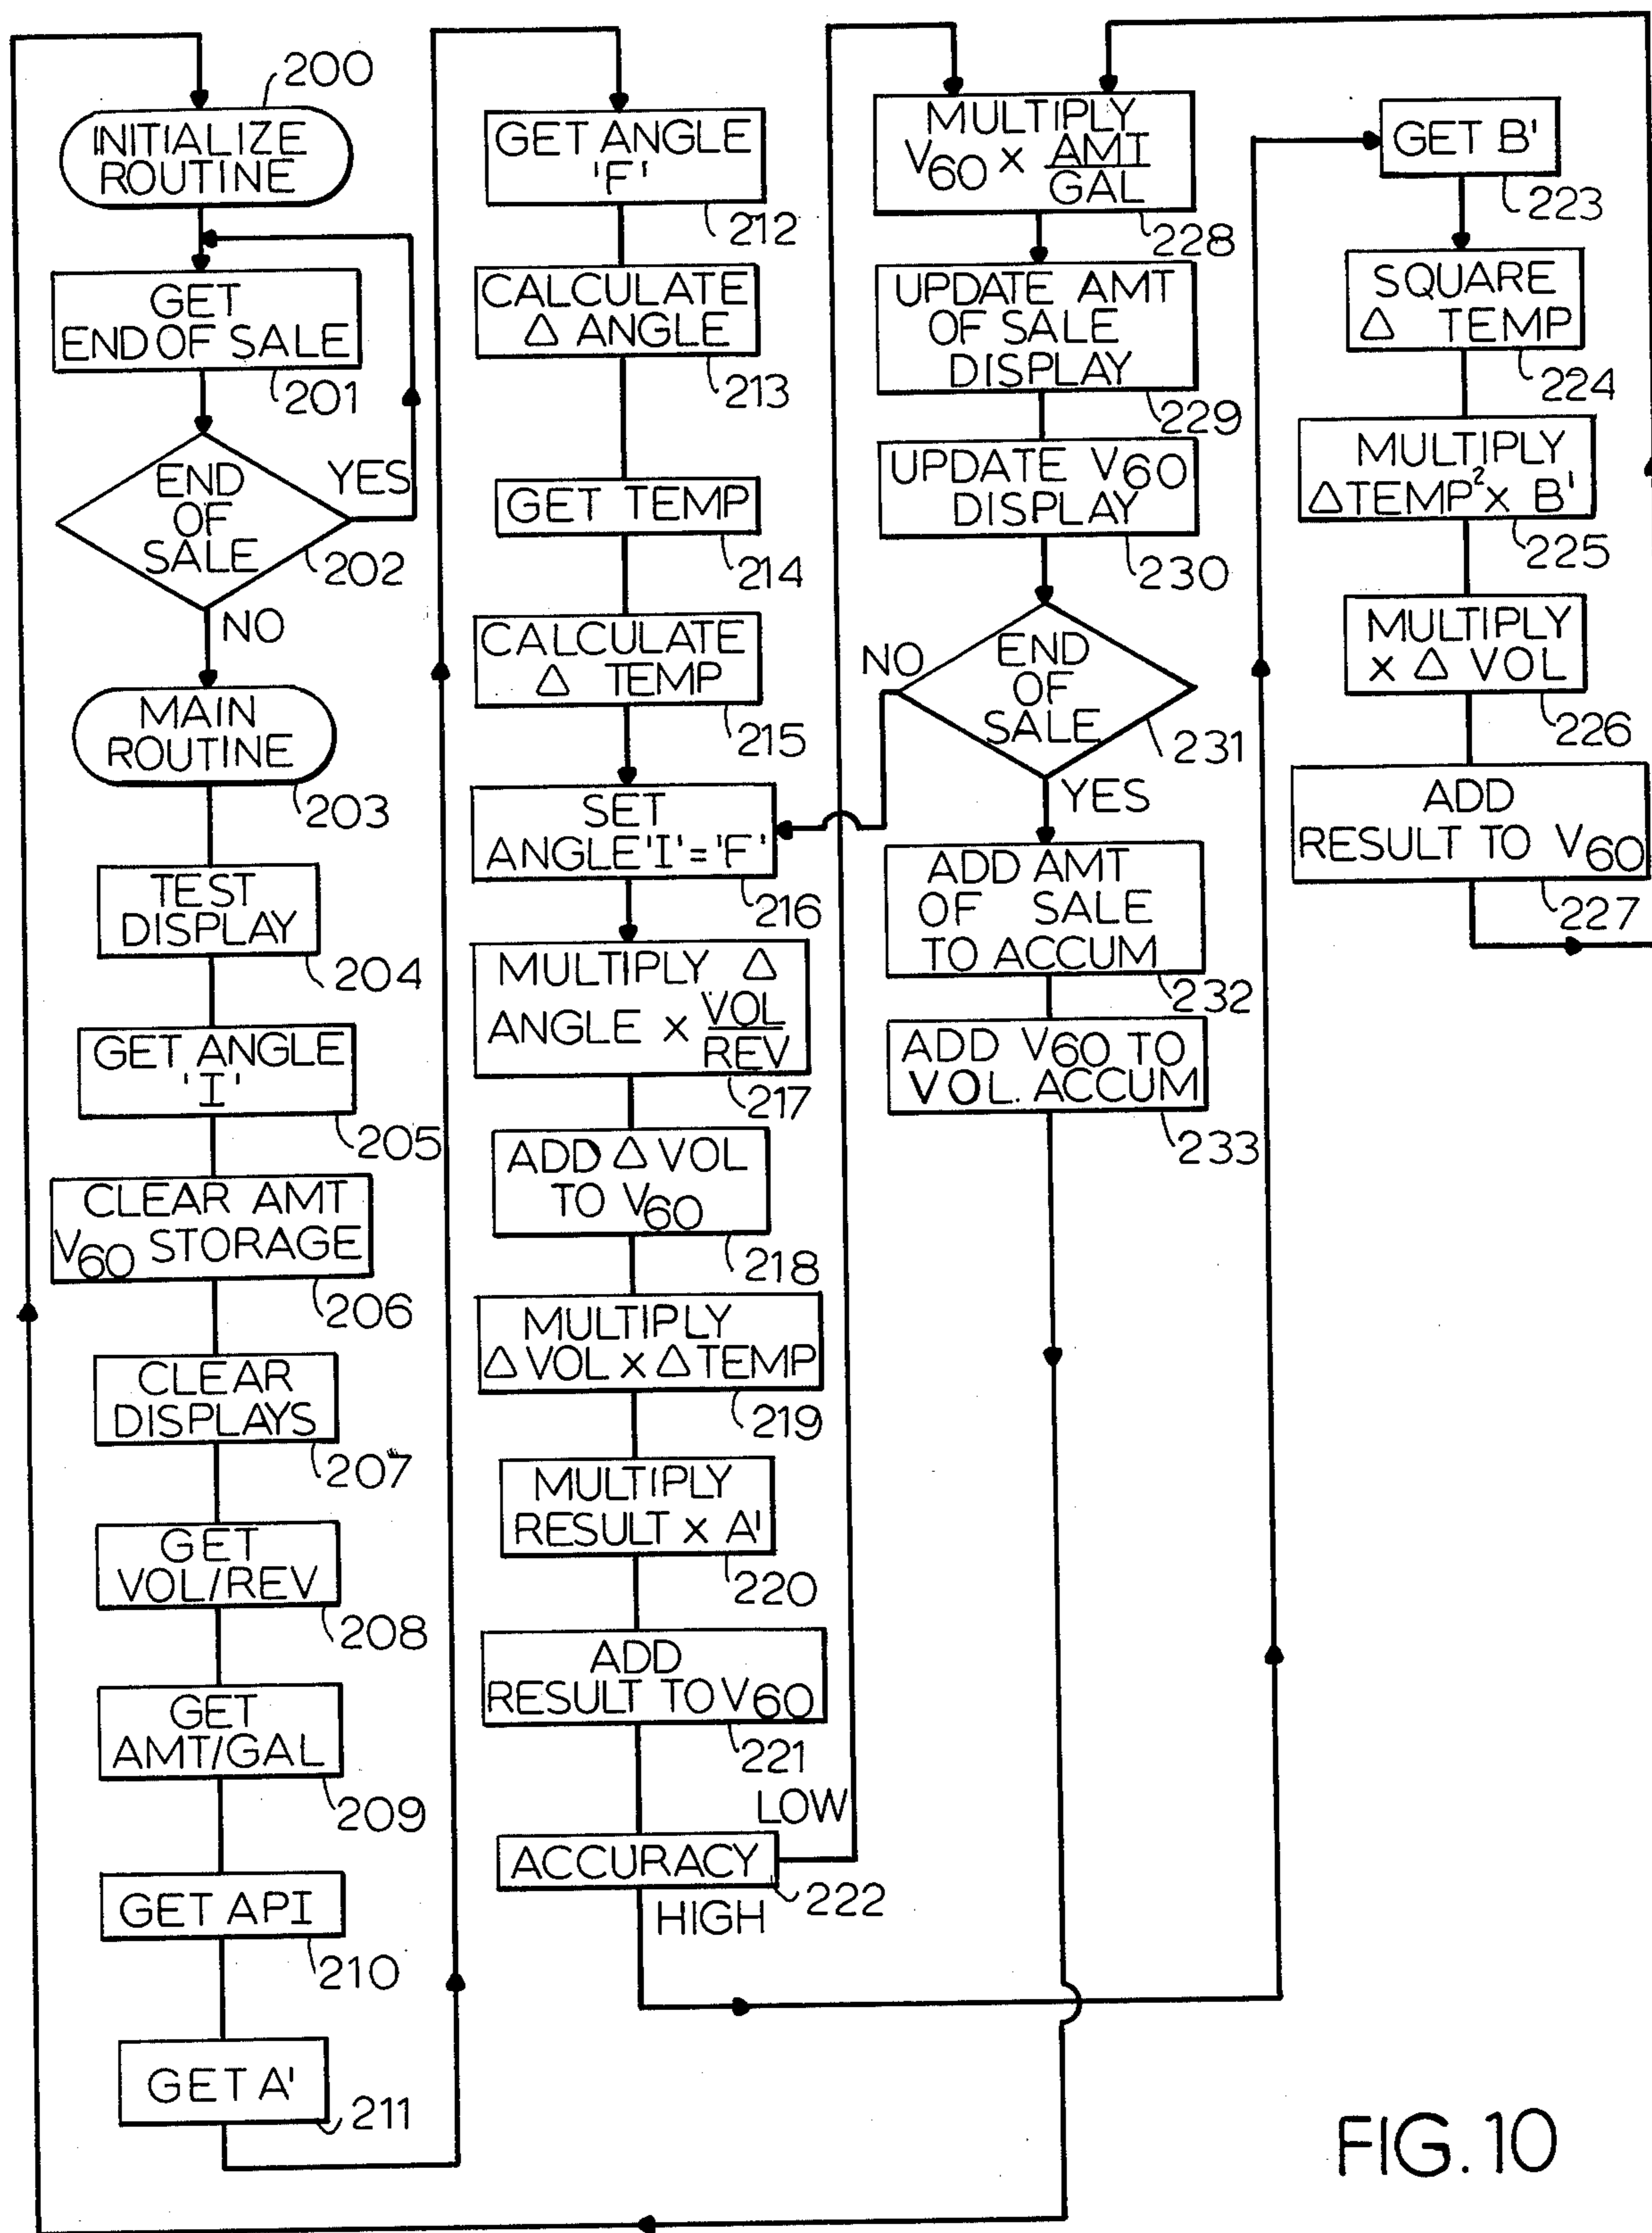 200
INITIALIZE
ROUTINE
GET
END OF SALE
201
END
OF
SALE
YES
202
NO
MAIN
ROUTINE
203
TEST
DISPLAY
204
GET ANGLE
'I'
205
CLEAR AMT
V60 STORAGE
206
CLEAR
DISPLAYS
207
GET
VOL/REV
208
GET
AMT/GAL
209
GET API
210
GET A'
211
GET ANGLE
'F'
212
CALCULATE
Δ ANGLE
213
GET TEMP
214
CALCULATE
Δ TEMP
215
SET
ANGLE 'I' = 'F'
216
MULTIPLY Δ
ANGLE x VOL
REV
217
ADD Δ VOL
TO V60
218
MULTIPLY
Δ VOL x Δ TEMP
219
MULTIPLY
RESULT x A'
220
ADD
RESULT TO V60
221
LOW
ACCURACY
222
HIGH
MULTIPLY
V60 x AMI
GAL
228
UPDATE AMT
OF SALE
DISPLAY
229
UPDATE V60
DISPLAY
230
NO
END
OF
SALE
231
YES
ADD AMT
OF SALE
TO ACCUM
232
ADD V60 TO
VOL. ACCUM
233
GET B'
223
SQUARE
Δ TEMP
224
MULTIPLY
Δ TEMP² x B'
225
MULTIPLY
x Δ VOL
226
ADD
RESULT TO V60
227
FIG. 10